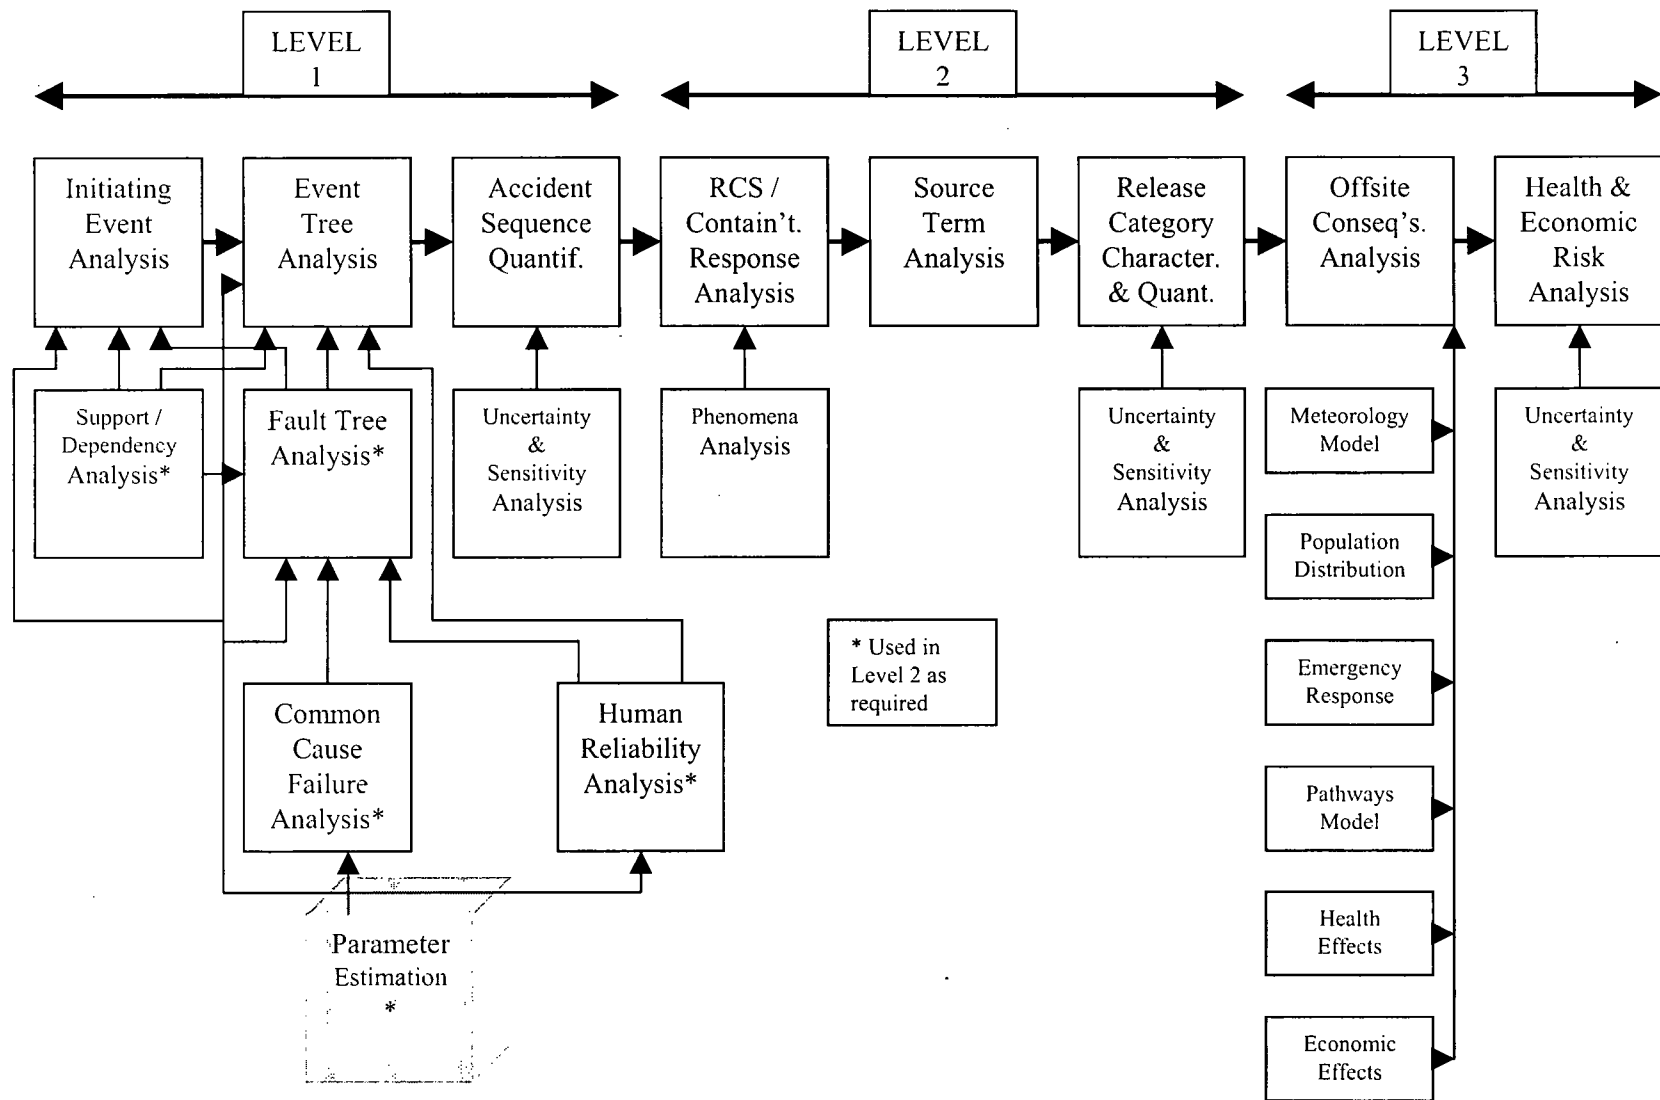 LEVEL
1
LEVEL
2
LEVEL
3
Initiating
Event
Analysis
Event
Tree
Analysis
Accident
Sequence
Quantif.
RCS /
Contain't.
Response
Analysis
Source
Term
Analysis
Release
Category
Character.
& Quant.
Offsite
Conseq's.
Analysis
Health &
Economic
Risk
Analysis
Support /
Dependency
Analysis*
Fault Tree
Analysis*
Uncertainty
&
Sensitivity
Analysis
Phenomena
Analysis
Uncertainty
&
Sensitivity
Analysis
Meteorology
Model
Uncertainty
&
Sensitivity
Analysis
Population
Distribution
* Used in
Level 2 as
required
Emergency
Response
Common
Cause
Failure
Analysis*
Human
Reliability
Analysis*
Pathways
Model
Parameter
Estimation
*
Health
Effects
Economic
Effects